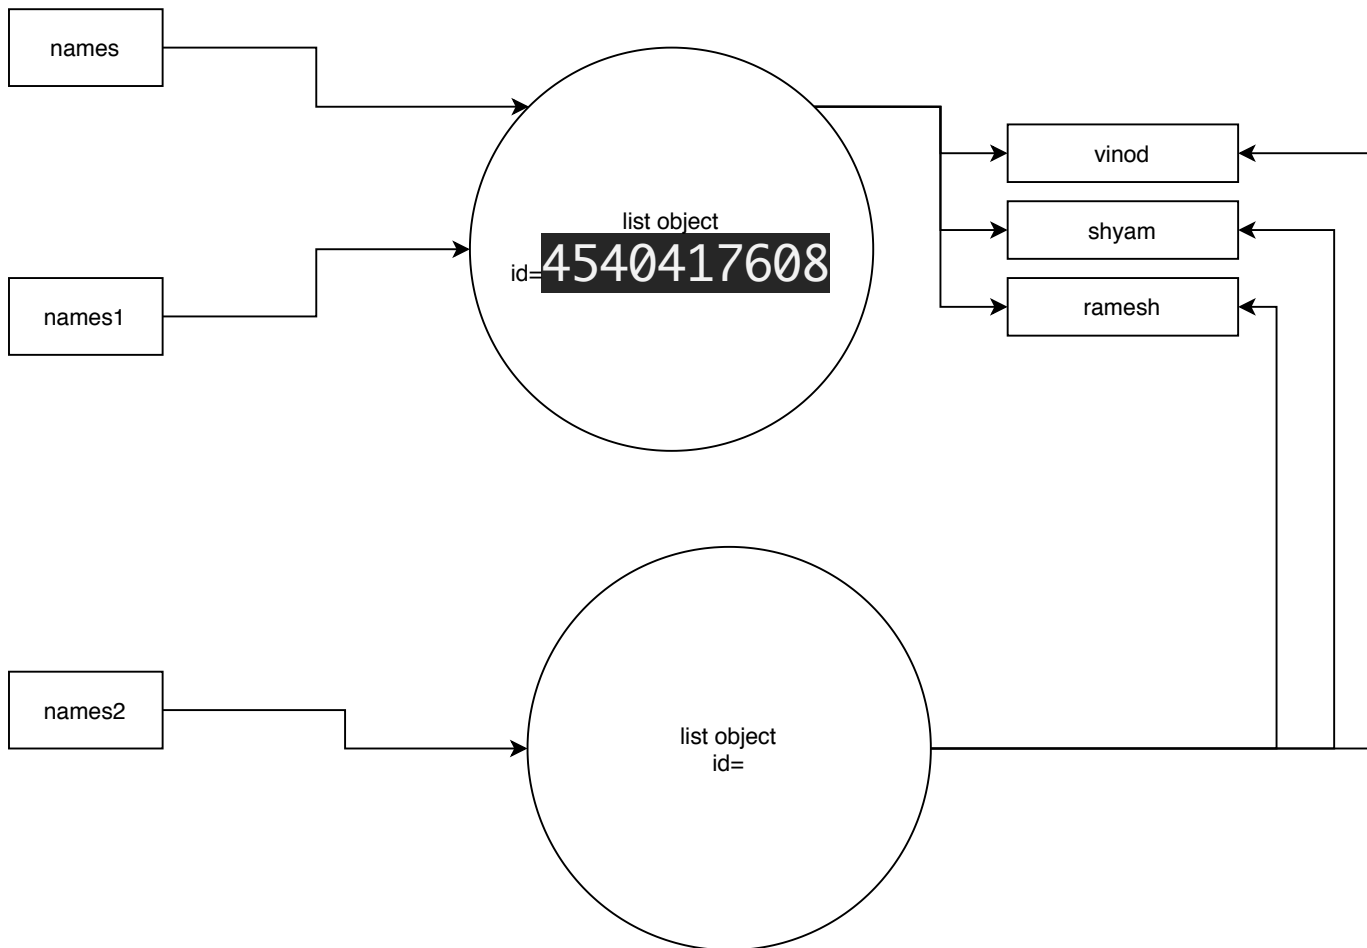 names
list object
id=4540417608
vinod
shyam
ramesh
names1
names2
list object
id=